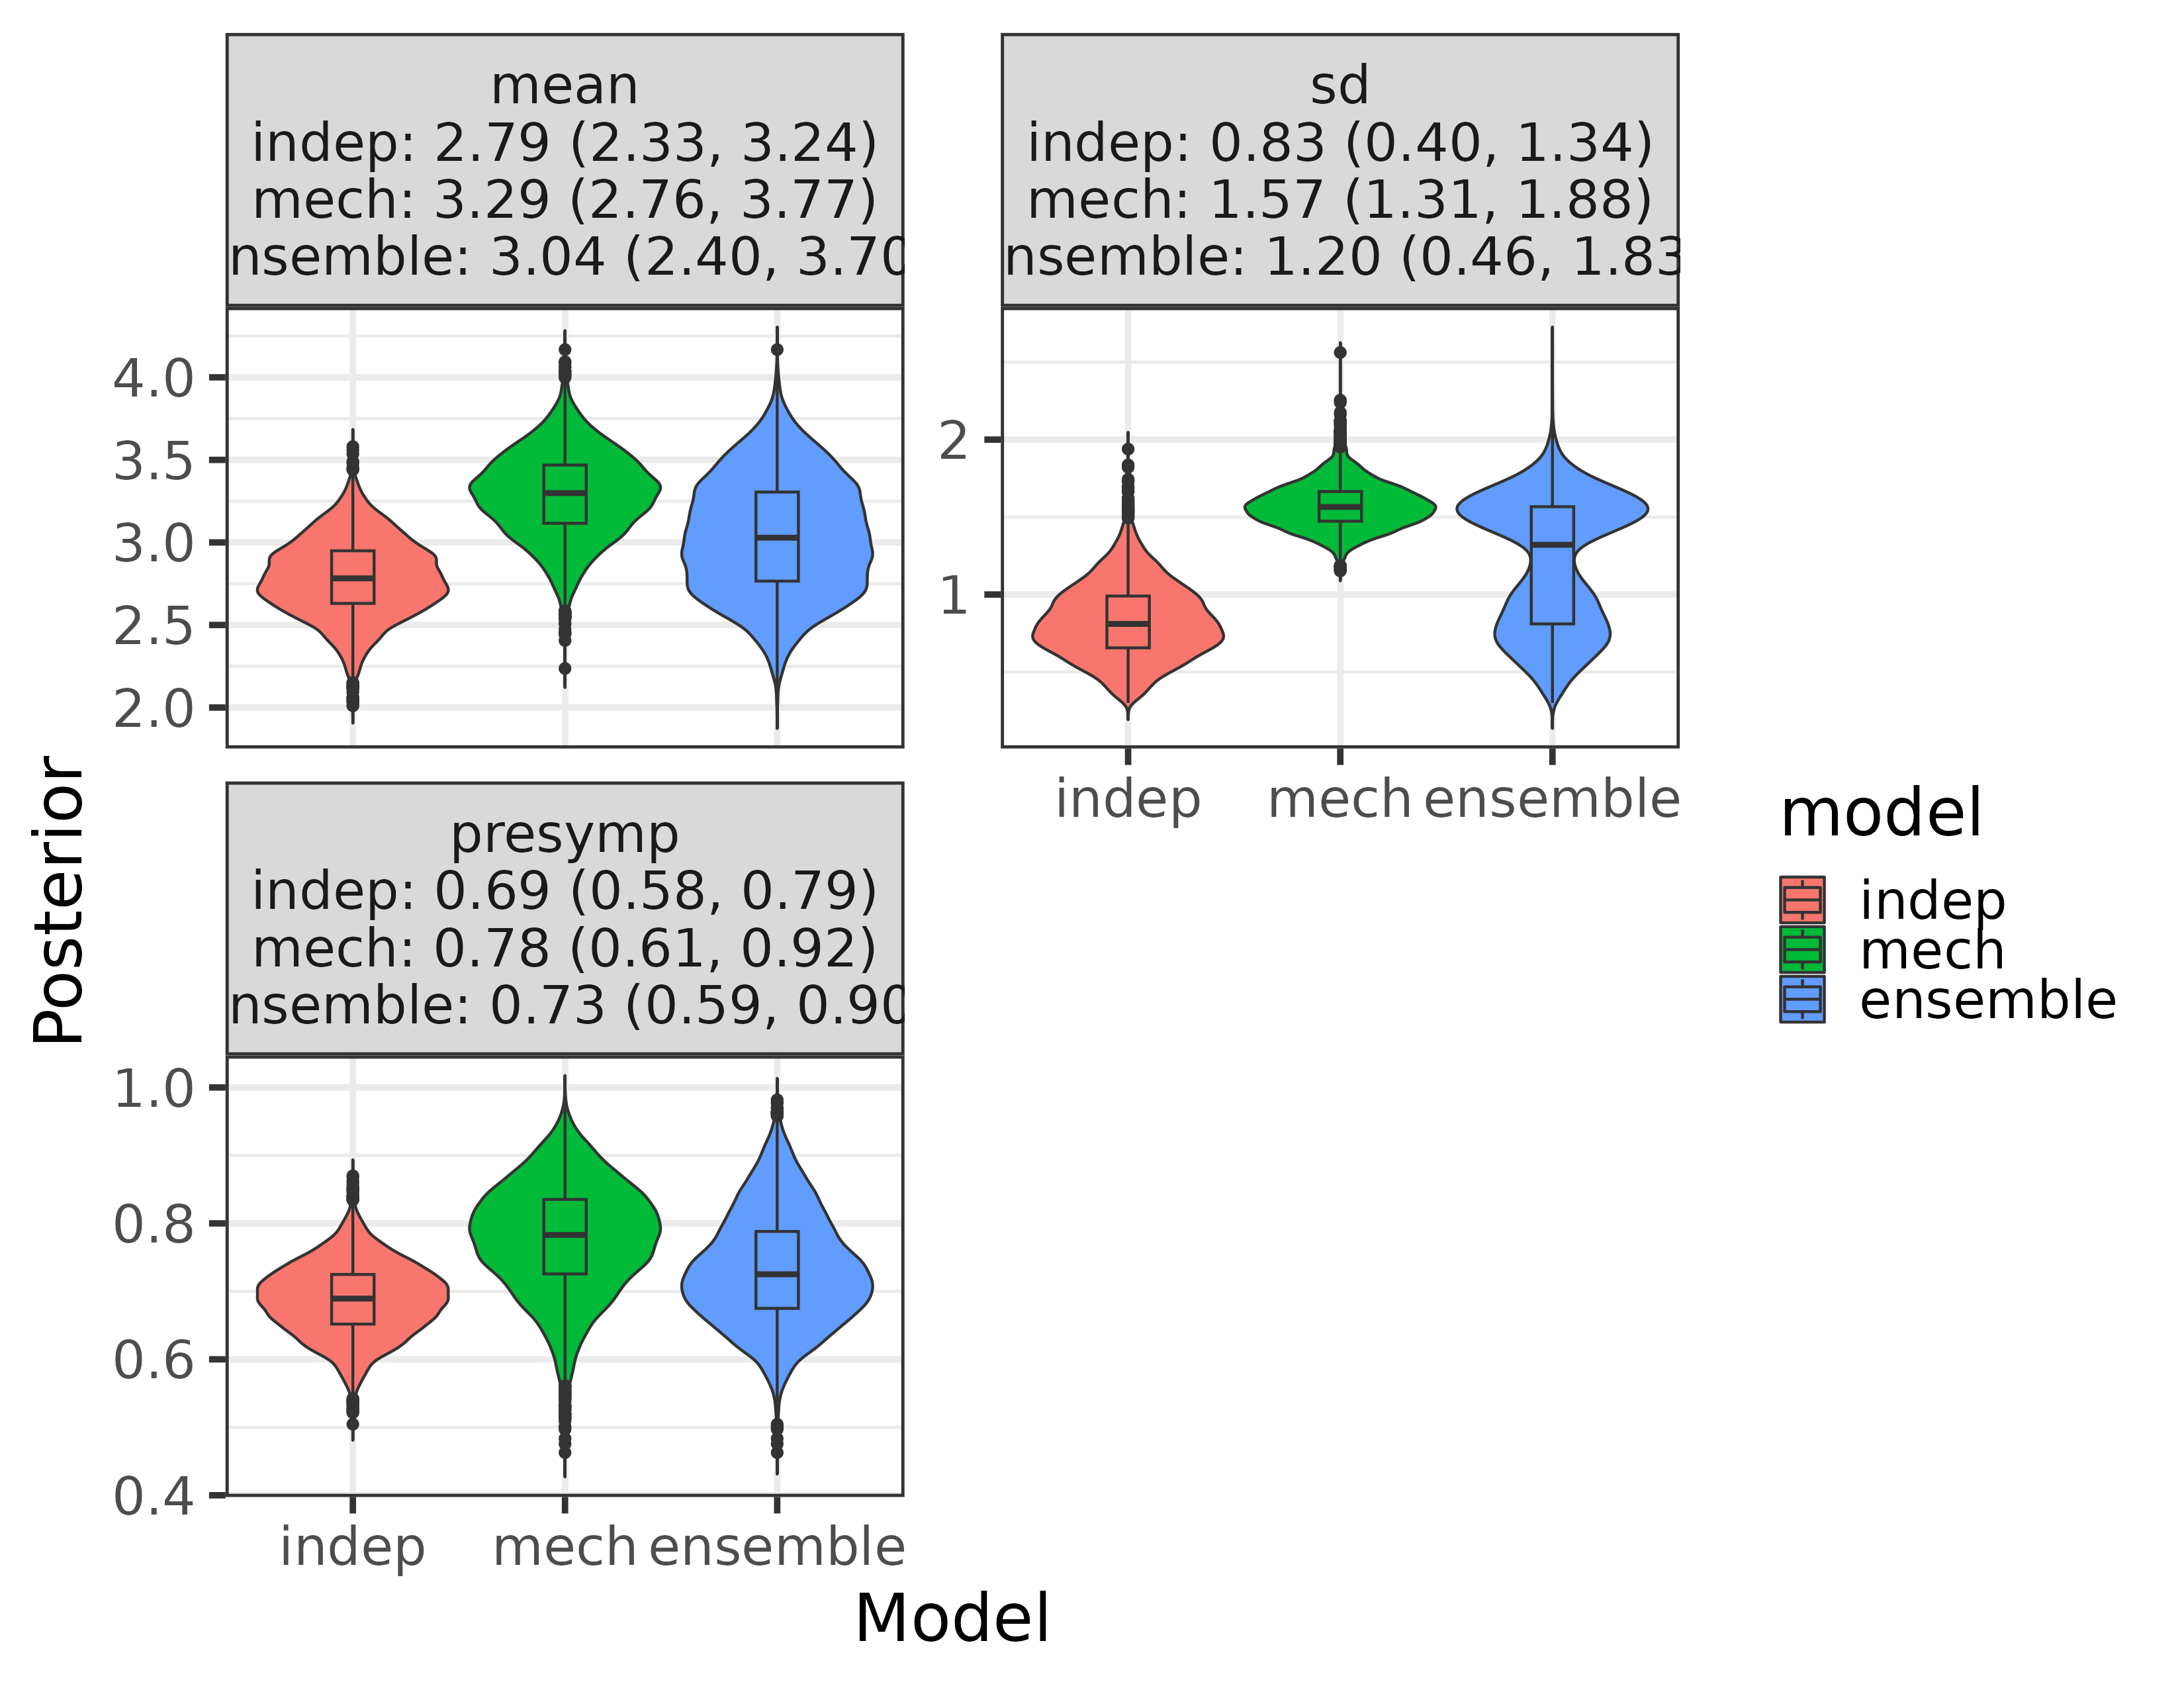 mean
indep: 2.79 (2.33, 3.24)
mech: 3.29 (2.76, 3.77)
nsemble: 3.04 (2.40, 3.70
sd
indep: 0.83 (0.40, 1.34)
mech: 1.57 (1.31, 1.88)
nsemble: 1.20 (0.46, 1.83
4.0
3.5
3.0
2.5
2.0
2
1
indep mech ensemble
presymp
indep: 0.69 (0.58, 0.79)
mech: 0.78 (0.61, 0.92)
nsemble: 0.73 (0.59, 0.90
1.0
0.8
0.6
0.4
indep mech ensemble
Model
Posterior
model
indep
mech
ensemble